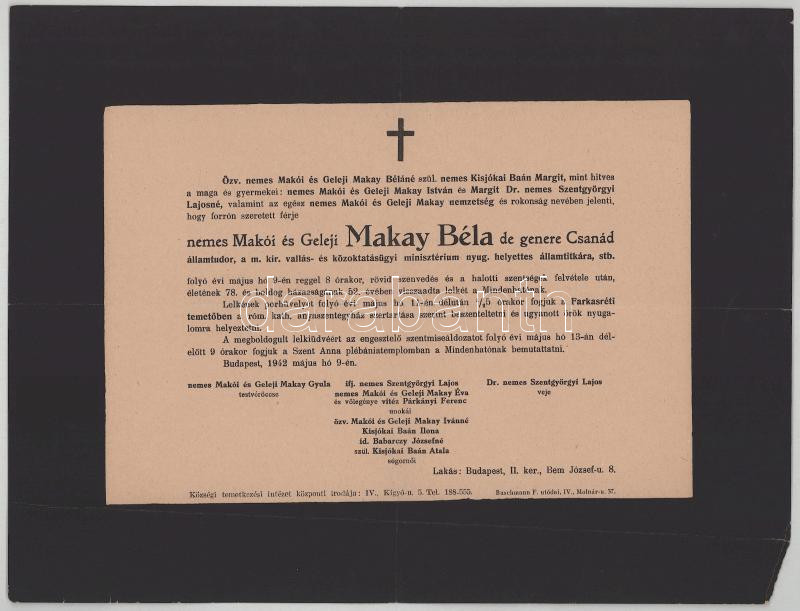 Özv. nemes Makói és Geleji Makay Béláné szül. nemes Kisjókai Baán Margit, mint hitves
a maga és gyermekei: nemes Makói és Geleji Makay István és Margit Dr. nemes Szentgyörgyi
Lajosné, valamint az egész nemes Makói és Geleji Makay nemzetség és rokonság nevében jelenti,
hogy forrón szeretett férje
nemes Makói és Geleji Makay Béla de genere Csanád
államtudor, a m. kir. vallás- és közoktatásügyi minisztérium nyug. helyettes államtitkára, stb.
folyó évi május hó 9-én reggel 8 órakor, rövid szenvedés és a halotti szentségek felvétele után,
életének 78. és boldog házasságának 52. évében visszaadta lelkét a Mindenhatónak.
Lelkének porhüvelyét folyó évi május hó 11-én délután 1/45 órakor fogjuk a Farkasréti
temetőben a róm. kath. anyaszentegyház szertartása szerint beszenteltetni és ugyanott örök nyuga-
lomra helyeztetni.
A megboldogult lelkiüdvéért az engesztelő szentmiseáldozatot folyó évi május hó 13-án dél-
előtt 9 órakor fogjuk a Szent Anna plébániatemplomban a Mindenhatónak bemutattatni.
Budapest, 1942 május hó 9-én.
nemes Makói és Geleji Makay Gyula
testvéröccse
ifj. nemes Szentgyörgyi Lajos
nemes Makói és Geleji Makay Éva
és vőlegénye vitéz Párkányi Ferenc
unokái
özv. Makói és Geleji Makay Ivánné
Kisjókai Baán Ilona
id. Babarczy Józsefné
szül. Kisjókai Baán Atala
sógornői
Dr. nemes Szentgyörgyi Lajos
veje
Lakás: Budapest, II. ker., Bem József-u. 8.
Községi temetkezési intézet központi irodája: IV., Kígyó-u. 5. Tel. 188-555.
Buschmann F. utódai, IV., Molnár-u. 37.
darabanth